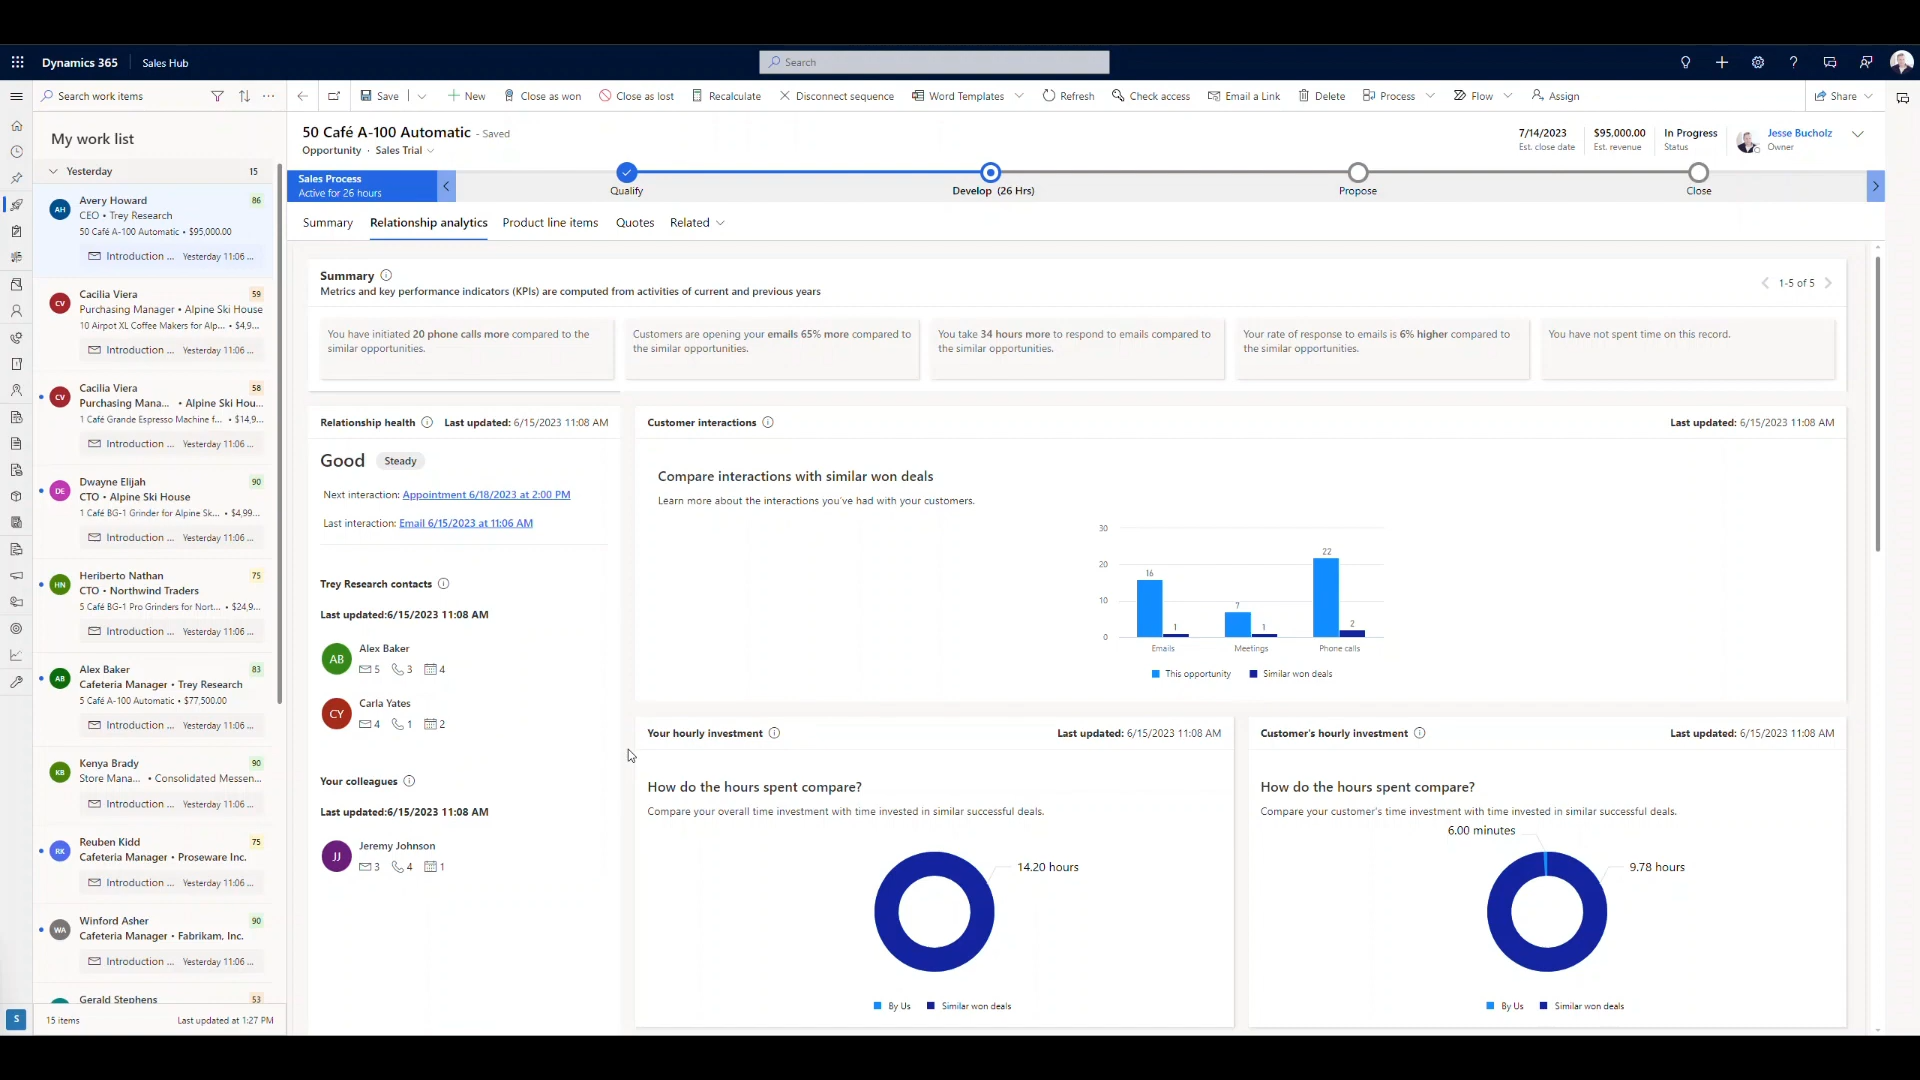 Dynamics 365
Sales Hub
Search
Search work items
Save
New
Close as won
Close as lost
Recalculate
Disconnect sequence
Word Templates
Refresh
Check access
Email a Link
Delete
Process
Flow
Assign
Share
My work list
Yesterday 15
AH
Avery Howard 86
CEO • Trey Research
50 Café A-100 Automatic • $95,000.00
Introduction ... Yesterday 11:06 ...
CV
Cacilia Viera 59
Purchasing Manager • Alpine Ski House
10 Airpot XL Coffee Makers for Alp... • $4,9...
Introduction ... Yesterday 11:06 ...
CV
Cacilia Viera 58
Purchasing Mana... • Alpine Ski Hou...
1 Café Grande Espresso Machine f... • $14,9...
Introduction ... Yesterday 11:06 ...
DE
Dwayne Elijah 90
CTO • Alpine Ski House
1 Café BG-1 Grinder for Alpine Sk... • $4,99...
Introduction ... Yesterday 11:06 ...
HN
Heriberto Nathan 75
CTO • Northwind Traders
5 Café BG-1 Pro Grinders for Nort... • $24,9...
Introduction ... Yesterday 11:06 ...
AB
Alex Baker 83
Cafeteria Manager • Trey Research
5 Café A-100 Automatic • $77,500.00
Introduction ... Yesterday 11:06 ...
KB
Kenya Brady 90
Store Mana... • Consolidated Messen...
Introduction ... Yesterday 11:06 ...
RK
Reuben Kidd 75
Cafeteria Manager • Proseware Inc.
Introduction ... Yesterday 11:06 ...
WA
Winford Asher 90
Cafeteria Manager • Fabrikam, Inc.
Introduction ... Yesterday 11:06 ...
Gerald Stephens 53
S
15 items
Last updated at 1:27 PM
50 Café A-100 Automatic - Saved
Opportunity · Sales Trial
7/14/2023
Est. close date
$95,000.00
Est. revenue
In Progress
Status
Jesse Bucholz
Owner
Sales Process
Active for 26 hours
Qualify
Develop (26 Hrs)
Propose
Close
Summary
Relationship analytics
Product line items
Quotes
Related
Summary
Metrics and key performance indicators (KPIs) are computed from activities of current and previous years
1-5 of 5
You have initiated 20 phone calls more compared to the
similar opportunities.
Customers are opening your emails 65% more compared to
the similar opportunities.
You take 34 hours more to respond to emails compared to
the similar opportunities.
Your rate of response to emails is 6% higher compared to
the similar opportunities.
You have not spent time on this record.
Relationship health
Last updated: 6/15/2023 11:08 AM
Good
Steady
Next interaction: Appointment 6/18/2023 at 2:00 PM
Last interaction: Email 6/15/2023 at 11:06 AM
Trey Research contacts
Last updated:6/15/2023 11:08 AM
AB
Alex Baker
5 3 4
CY
Carla Yates
4 1 2
Your colleagues
Last updated:6/15/2023 11:08 AM
JJ
Jeremy Johnson
3 4 1
Customer interactions
Last updated: 6/15/2023 11:08 AM
Compare interactions with similar won deals
Learn more about the interactions you've had with your customers.
30
20
10
0
16
1
7
1
22
2
Emails
Meetings
Phone calls
This opportunity
Similar won deals
Your hourly investment
Last updated: 6/15/2023 11:08 AM
How do the hours spent compare?
Compare your overall time investment with time invested in similar successful deals.
14.20 hours
By Us
Similar won deals
Customer's hourly investment
Last updated: 6/15/2023 11:08 AM
How do the hours spent compare?
Compare your customer's time investment with time invested in similar successful deals.
6.00 minutes
9.78 hours
By Us
Similar won deals